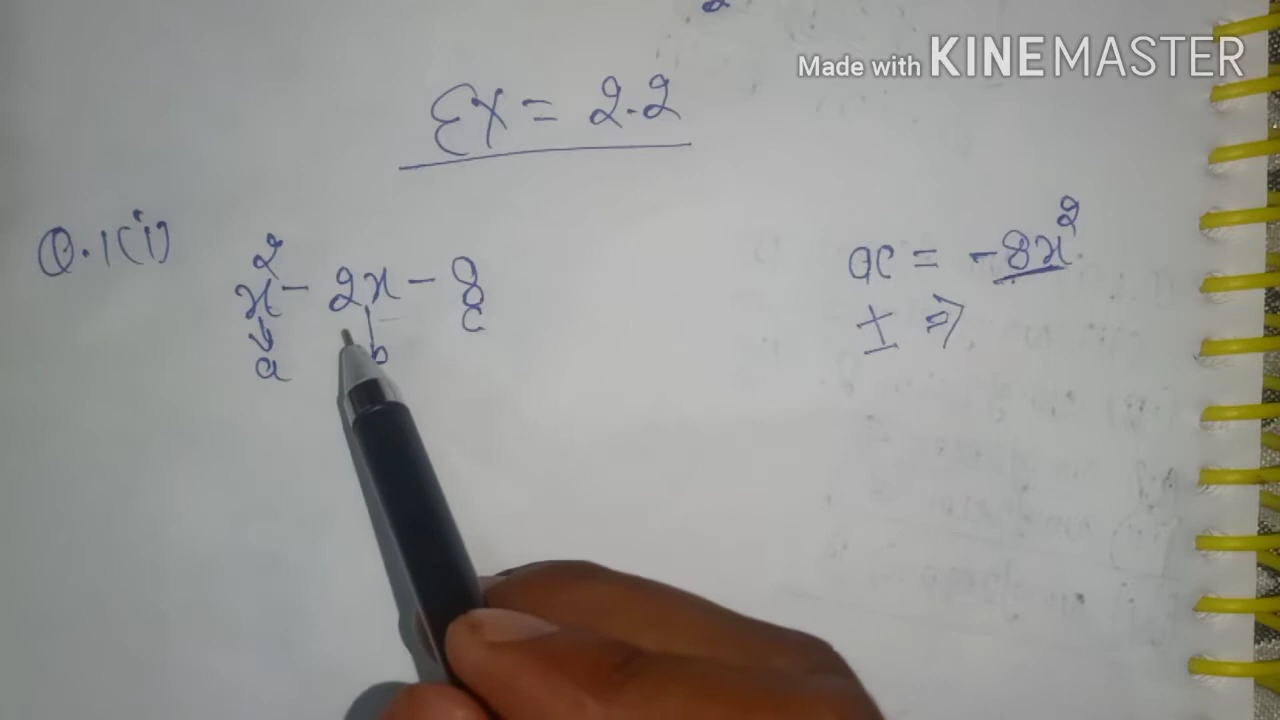 Made with KINEMASTER
EX = 2.2
Q.1(i)
x² - 2x - 8
a b c
ac = -8x²
± ⇒